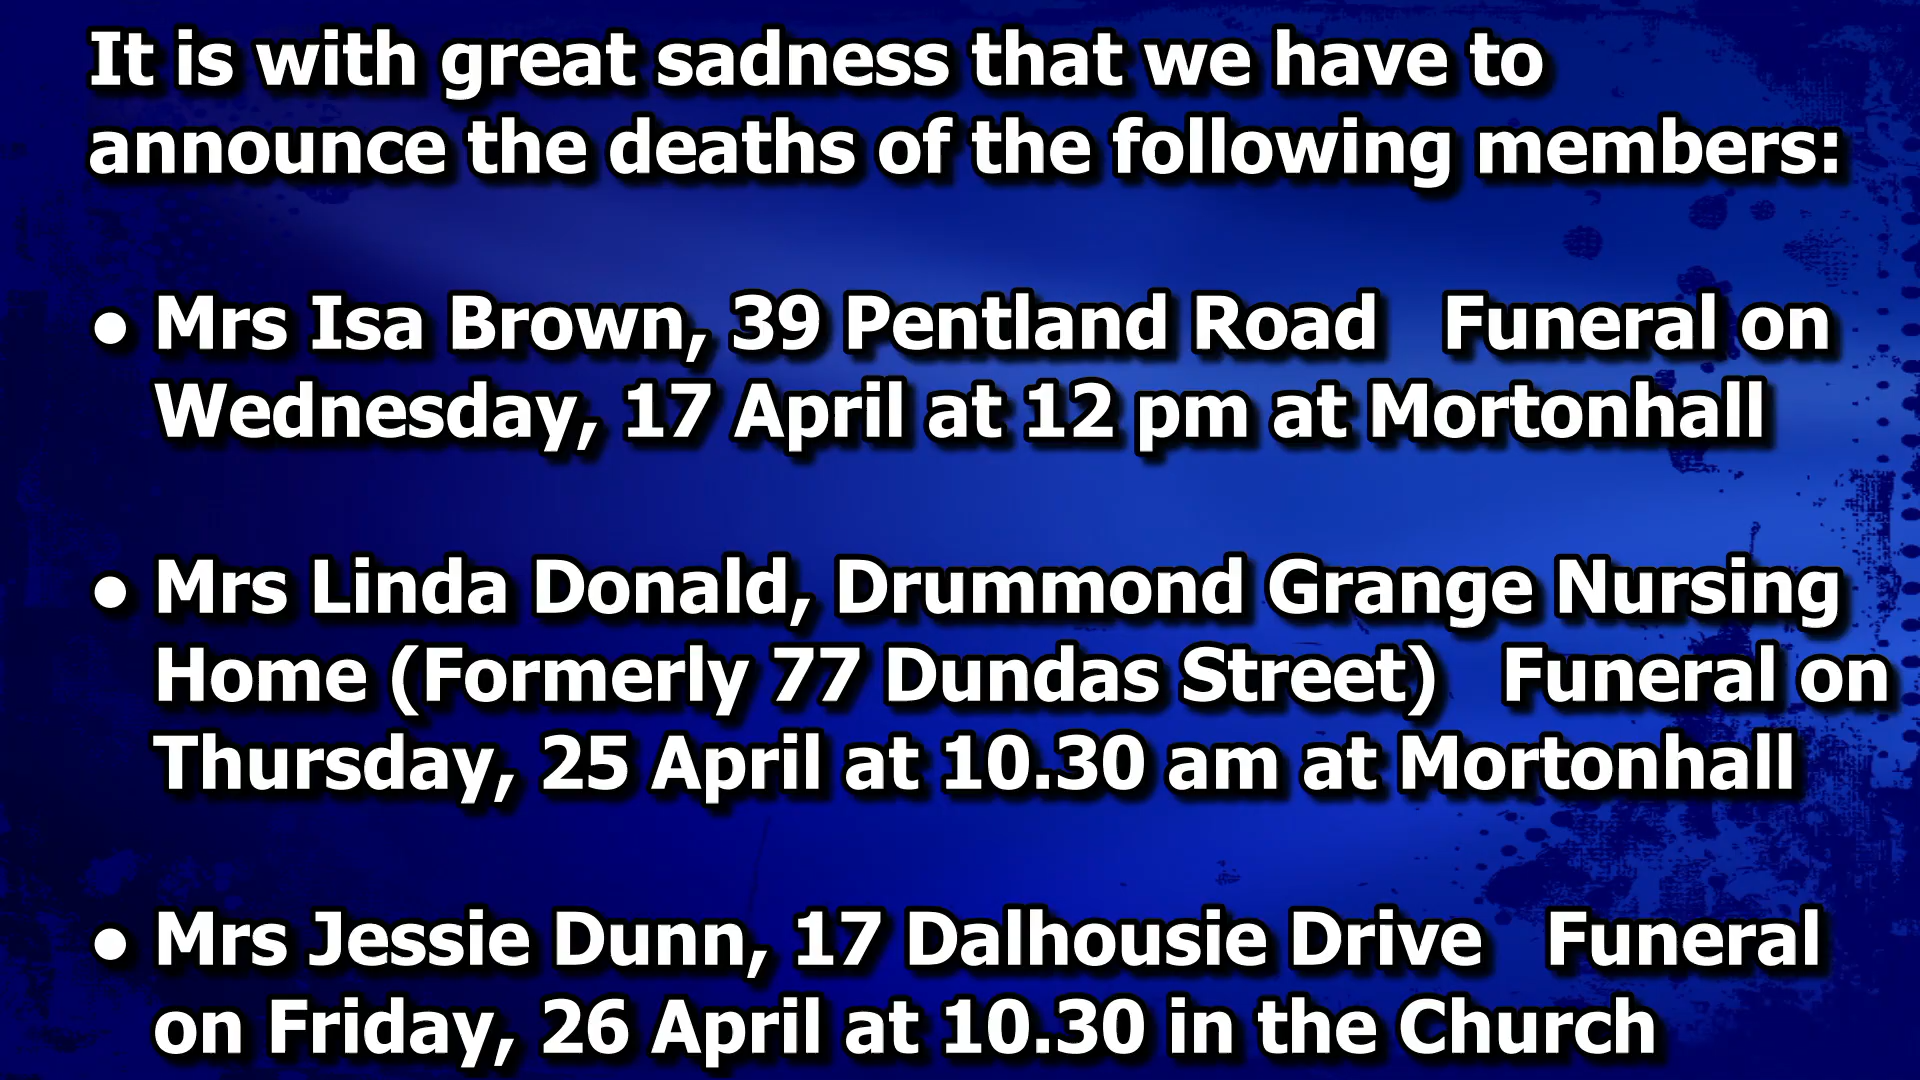 It is with great sadness that we have to
announce the deaths of the following members:
● Mrs Isa Brown, 39 Pentland Road   Funeral on
Wednesday, 17 April at 12 pm at Mortonhall
● Mrs Linda Donald, Drummond Grange Nursing
Home (Formerly 77 Dundas Street)   Funeral on
Thursday, 25 April at 10.30 am at Mortonhall
● Mrs Jessie Dunn, 17 Dalhousie Drive   Funeral
on Friday, 26 April at 10.30 in the Church